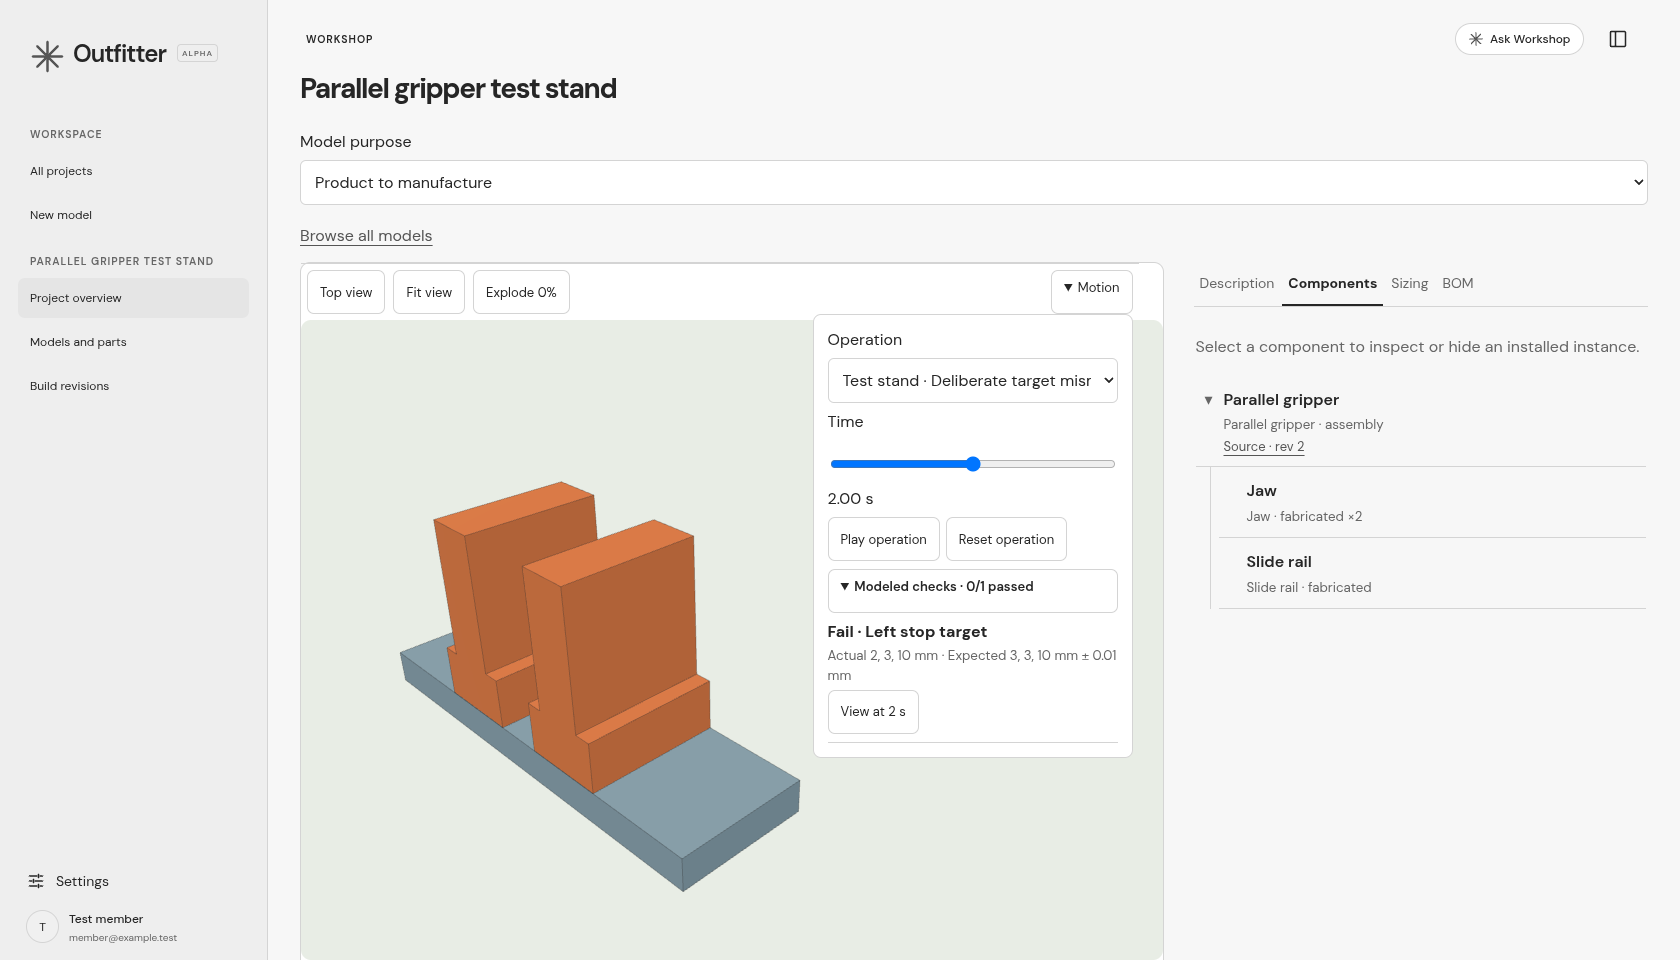 Outfitter
ALPHA
WORKSPACE
All projects
New model
PARALLEL GRIPPER TEST STAND
Project overview
Models and parts
Build revisions
Settings
T
Test member
member@example.test
WORKSHOP
Ask Workshop
Parallel gripper test stand
Model purpose
Product to manufacture
Browse all models
Top view
Fit view
Explode 0%
▼ Motion
Operation
Test stand · Deliberate target misr
Time
2.00 s
Play operation
Reset operation
▼ Modeled checks · 0/1 passed
Fail · Left stop target
Actual 2, 3, 10 mm · Expected 3, 3, 10 mm ± 0.01
mm
View at 2 s
Description
Components
Sizing
BOM
Select a component to inspect or hide an installed instance.
▼ Parallel gripper
Parallel gripper · assembly
Source · rev 2
Jaw
Jaw · fabricated ×2
Slide rail
Slide rail · fabricated